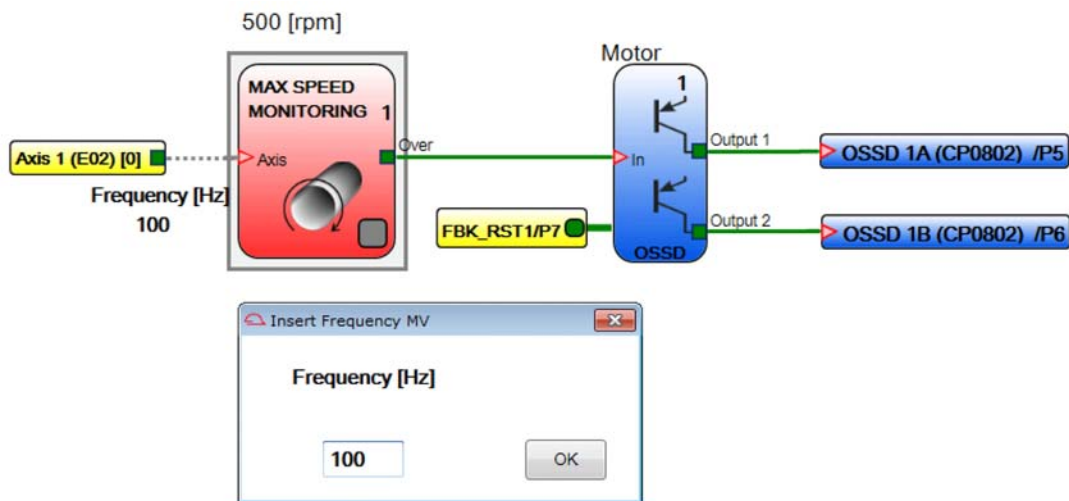 500 [rpm]
MAX SPEED
MONITORING 1
Axis 1 (E02) [0]
Axis
Over
Frequency [Hz]
100
Motor
1
In
Output 1
Output 2
OSSD
FBK_RST1/P7
OSSD 1A (CP0802) /P5
OSSD 1B (CP0802) /P6
Insert Frequency MV
Frequency [Hz]
100
OK